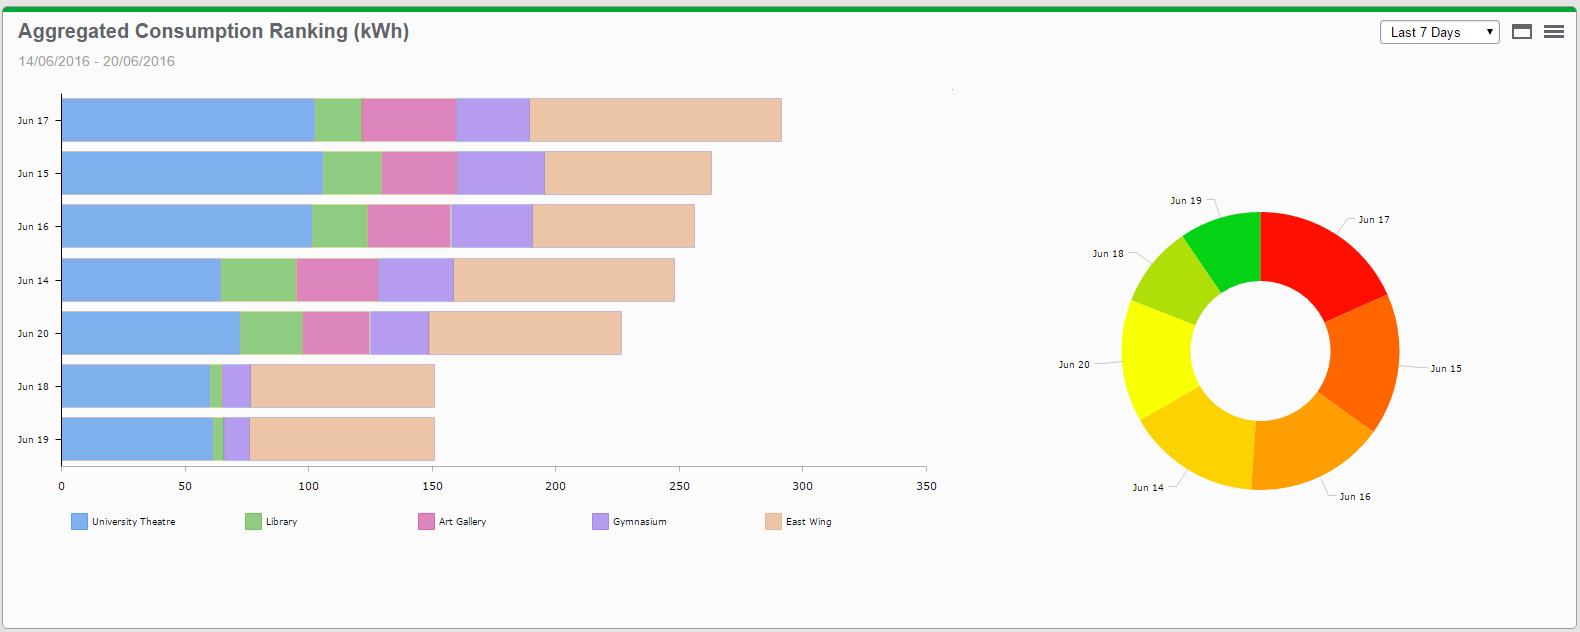 Aggregated Consumption Ranking (kWh)
Last 7 Days
14/06/2016 - 20/06/2016
Jun 17
Jun 15
Jun 16
Jun 14
Jun 20
Jun 18
Jun 19
0 50 100 150 200 250 300 350
University Theatre Library Art Gallery Gymnasium East Wing
Jun 19
Jun 17
Jun 18
Jun 20
Jun 15
Jun 14
Jun 16